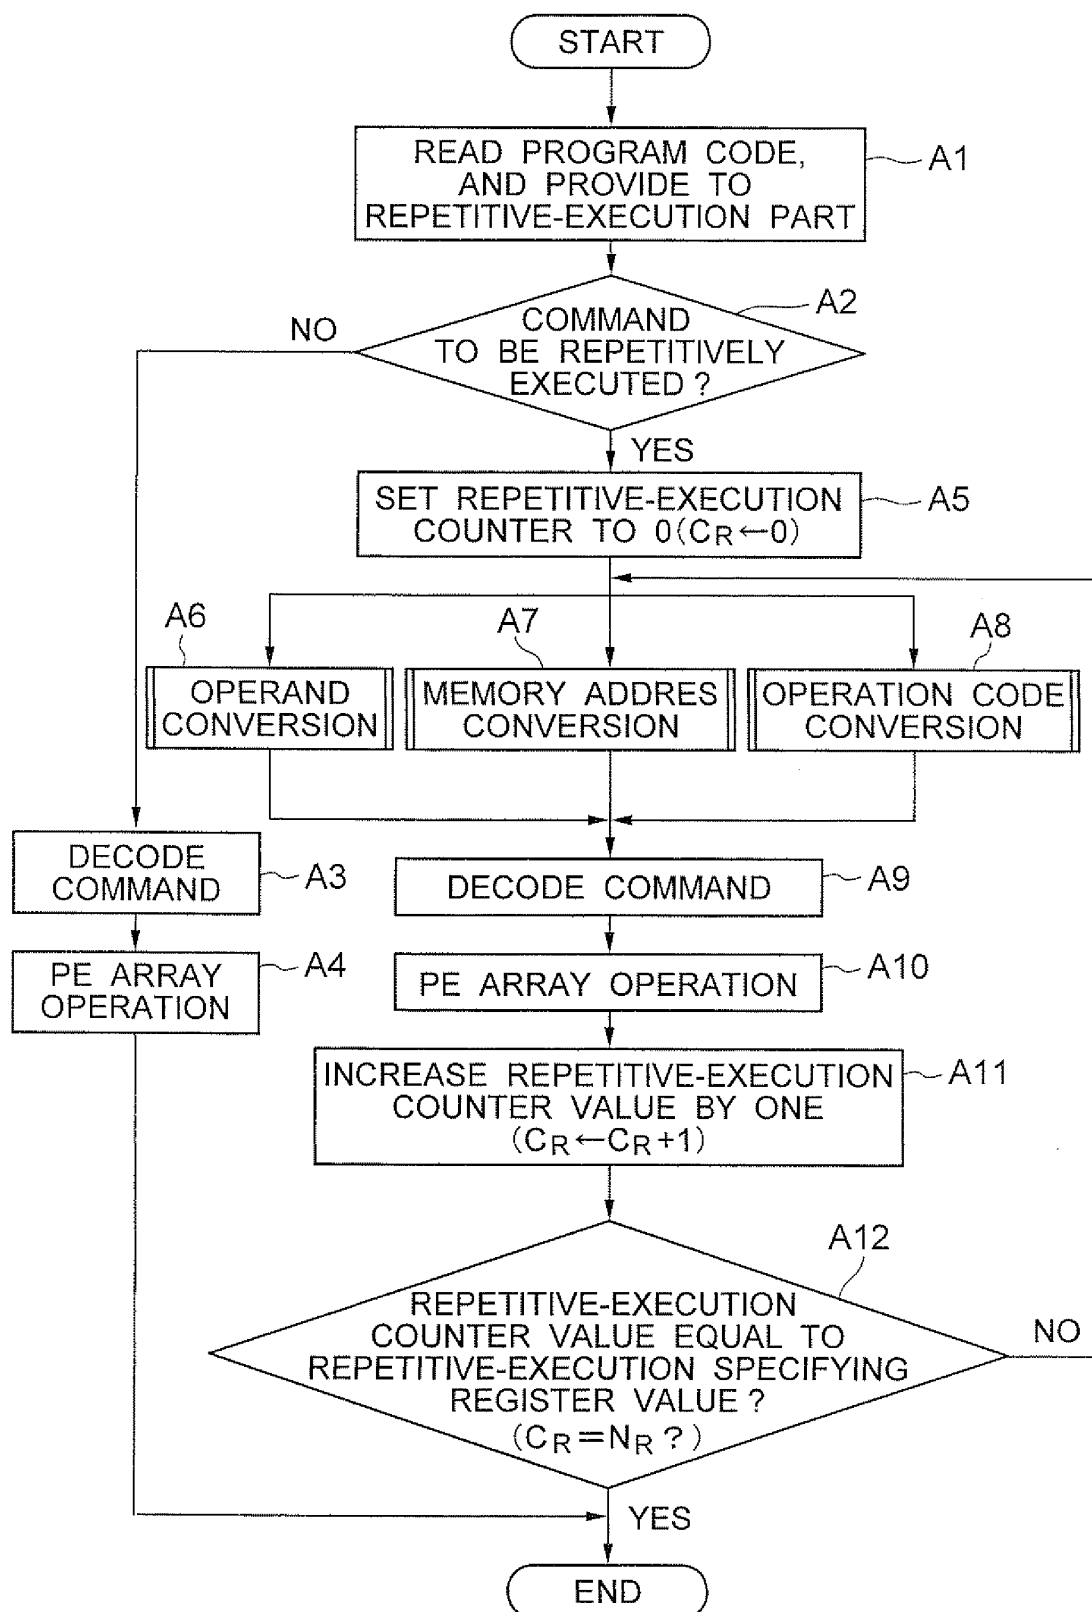 START
READ PROGRAM CODE,
AND PROVIDE TO
REPETITIVE-EXECUTION PART
A1
A2
COMMAND
TO BE REPETITIVELY
EXECUTED ?
NO
YES
SET REPETITIVE-EXECUTION
COUNTER TO 0(CR←0)
A5
A6
OPERAND
CONVERSION
A7
MEMORY ADDRES
CONVERSION
A8
OPERATION CODE
CONVERSION
DECODE
COMMAND
A3
DECODE COMMAND
A9
PE ARRAY
OPERATION
A4
PE ARRAY OPERATION
A10
INCREASE REPETITIVE-EXECUTION
COUNTER VALUE BY ONE
(CR←CR+1)
A11
A12
REPETITIVE-EXECUTION
COUNTER VALUE EQUAL TO
REPETITIVE-EXECUTION SPECIFYING
REGISTER VALUE ?
(CR=NR ?)
NO
YES
END